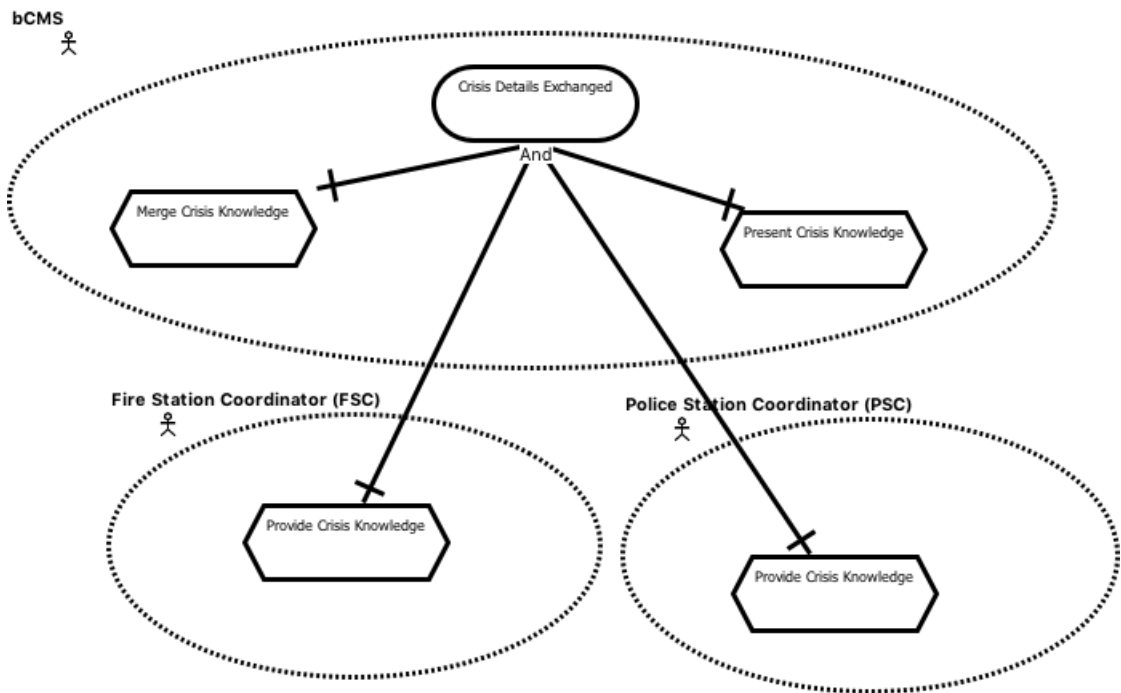 bCMS
Crisis Details Exchanged
And
Merge Crisis Knowledge
Present Crisis Knowledge
Fire Station Coordinator (FSC)
Police Station Coordinator (PSC)
Provide Crisis Knowledge
Provide Crisis Knowledge